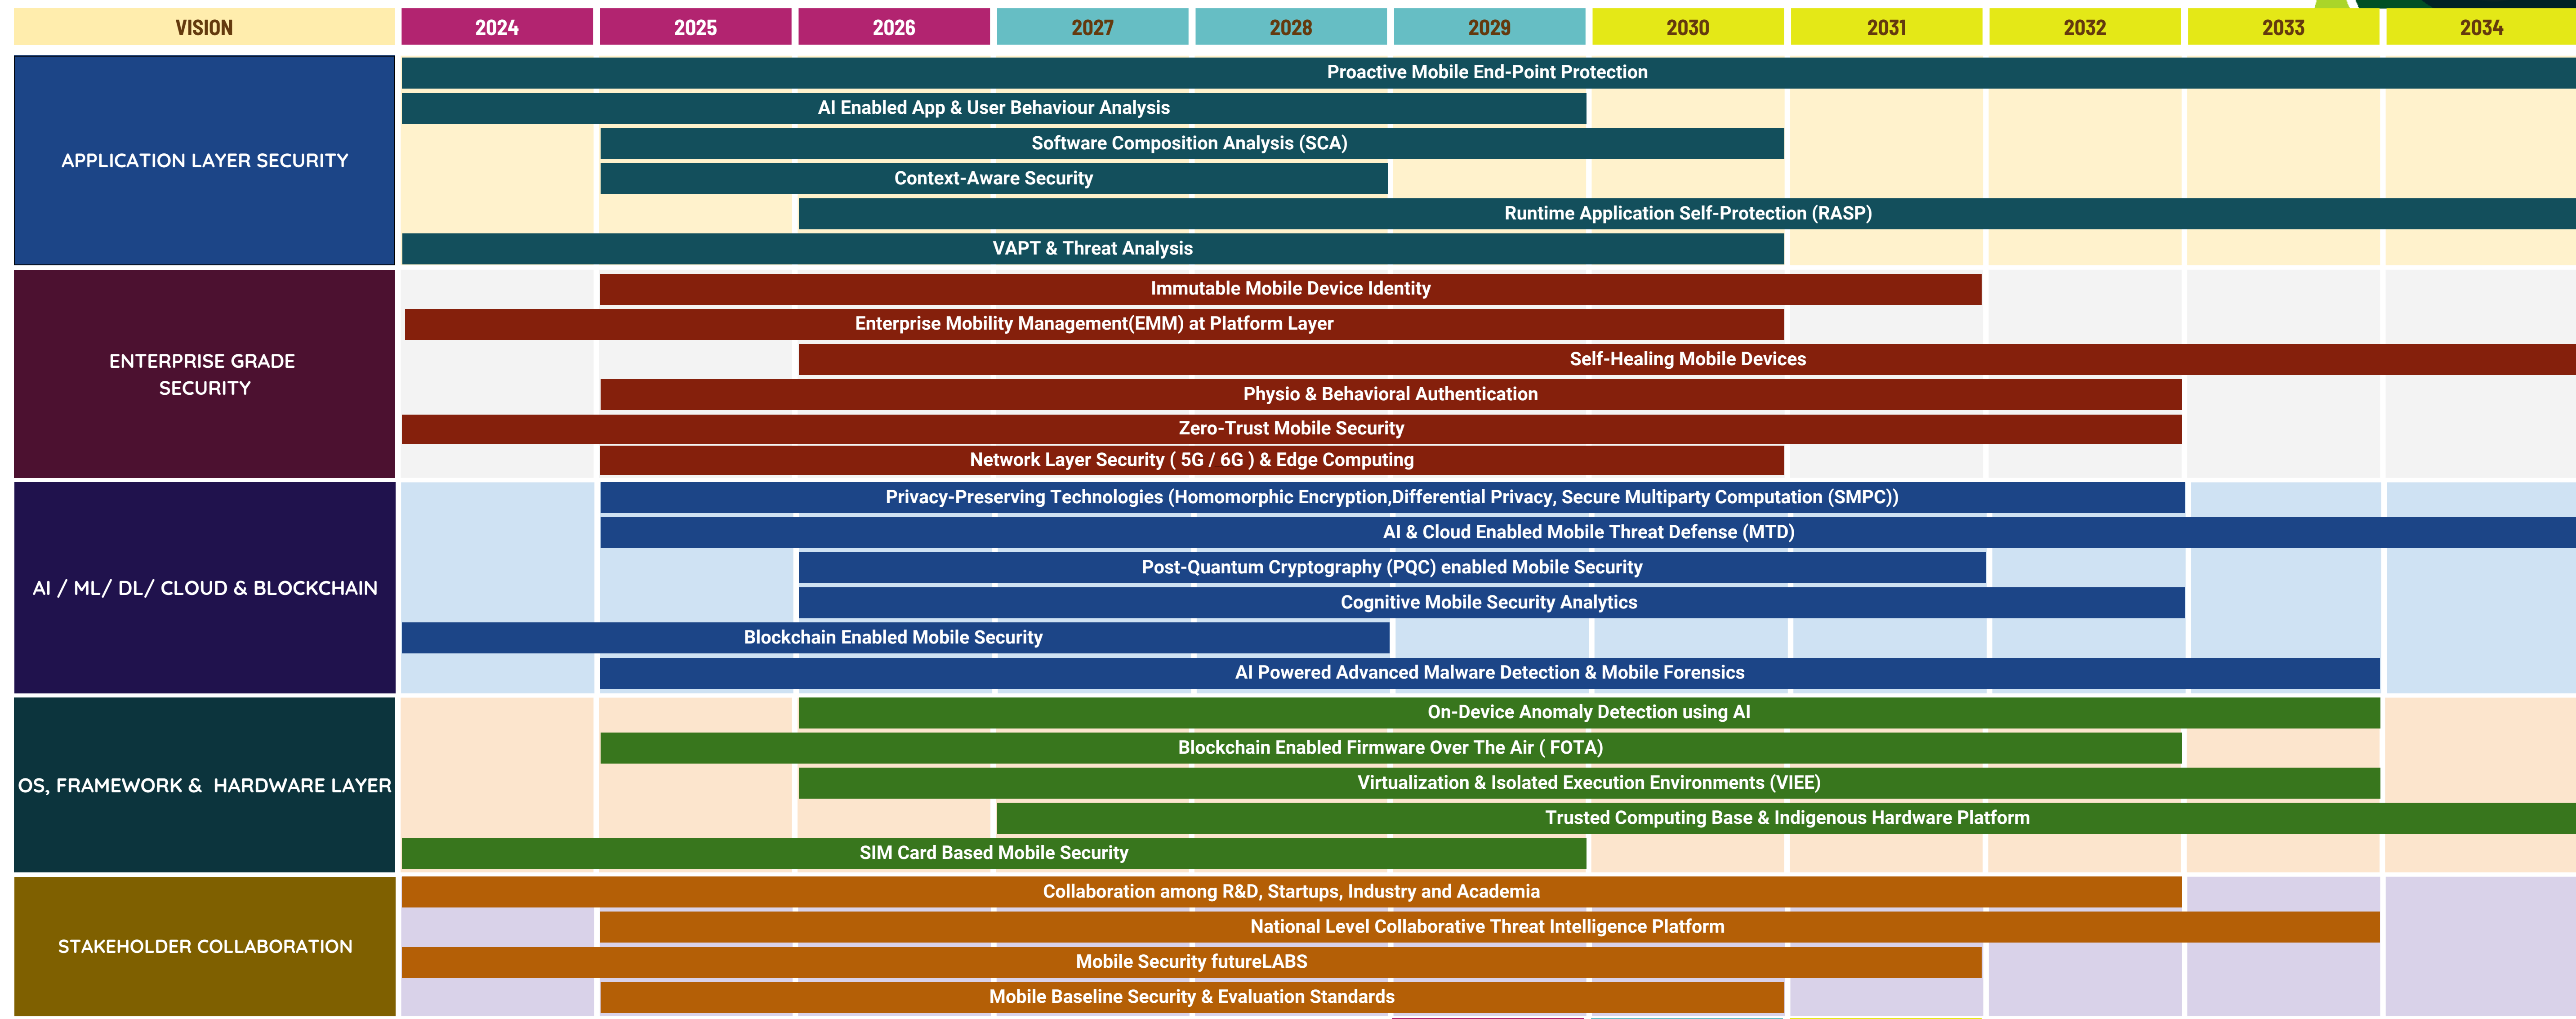 VISION 2024 2025 2026 2027 2028 2029 2030 2031 2032 2033 2034
APPLICATION LAYER SECURITY
Proactive Mobile End-Point Protection
AI Enabled App & User Behaviour Analysis
Software Composition Analysis (SCA)
Context-Aware Security
Runtime Application Self-Protection (RASP)
VAPT & Threat Analysis
ENTERPRISE GRADE
SECURITY
Immutable Mobile Device Identity
Enterprise Mobility Management(EMM) at Platform Layer
Self-Healing Mobile Devices
Physio & Behavioral Authentication
Zero-Trust Mobile Security
Network Layer Security ( 5G / 6G ) & Edge Computing
AI / ML/ DL/ CLOUD & BLOCKCHAIN
Privacy-Preserving Technologies (Homomorphic Encryption,Differential Privacy, Secure Multiparty Computation (SMPC))
AI & Cloud Enabled Mobile Threat Defense (MTD)
Post-Quantum Cryptography (PQC) enabled Mobile Security
Cognitive Mobile Security Analytics
Blockchain Enabled Mobile Security
AI Powered Advanced Malware Detection & Mobile Forensics
OS, FRAMEWORK &  HARDWARE LAYER
On-Device Anomaly Detection using AI
Blockchain Enabled Firmware Over The Air ( FOTA)
Virtualization & Isolated Execution Environments (VIEE)
Trusted Computing Base & Indigenous Hardware Platform
SIM Card Based Mobile Security
STAKEHOLDER COLLABORATION
Collaboration among R&D, Startups, Industry and Academia
National Level Collaborative Threat Intelligence Platform
Mobile Security futureLABS
Mobile Baseline Security & Evaluation Standards